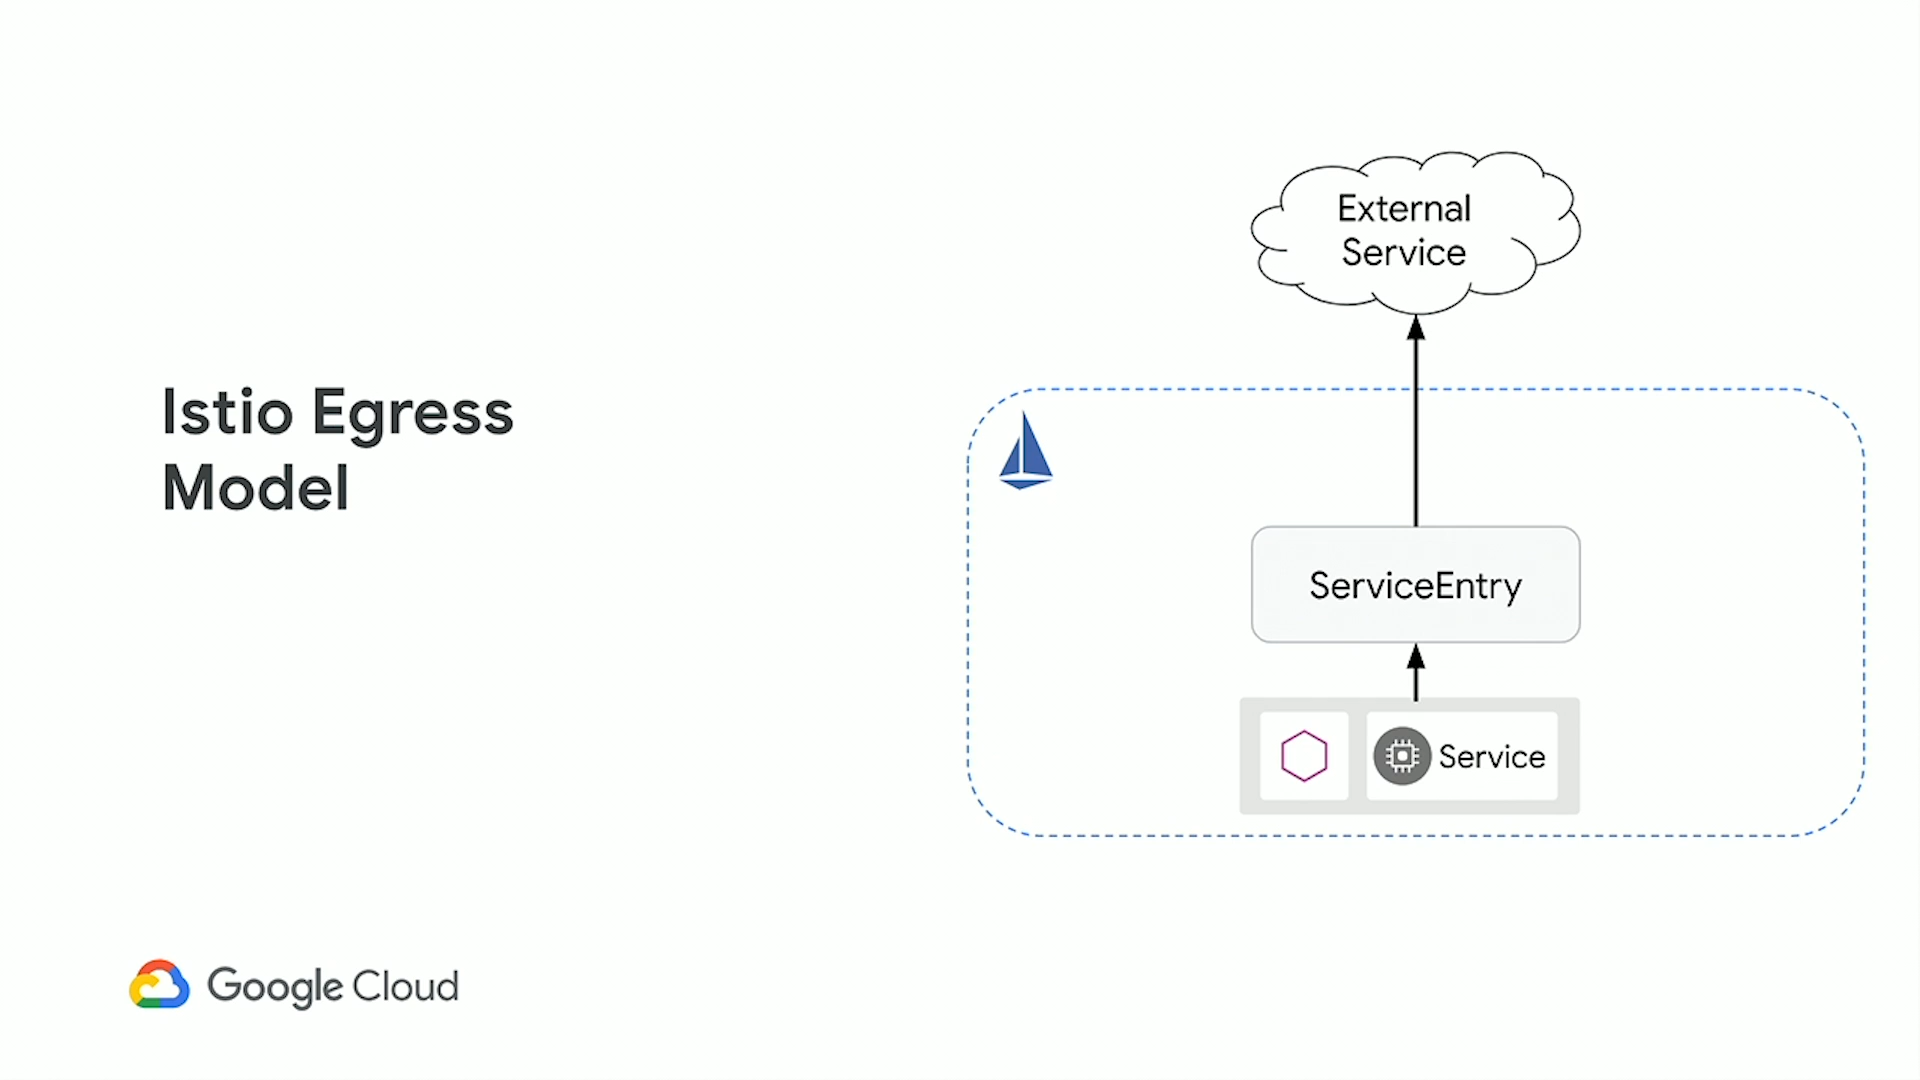 Istio Egress
Model
External
Service
ServiceEntry
Service
Google Cloud